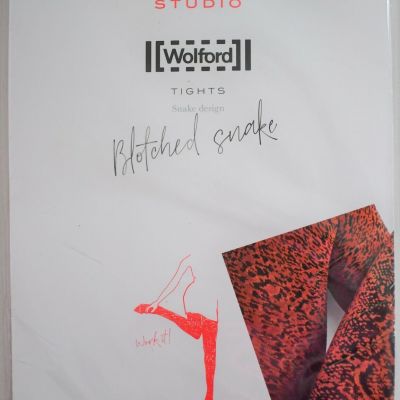 STUDIO
Wolford
TIGHTS
Snake design
Blotched snake
Work it!